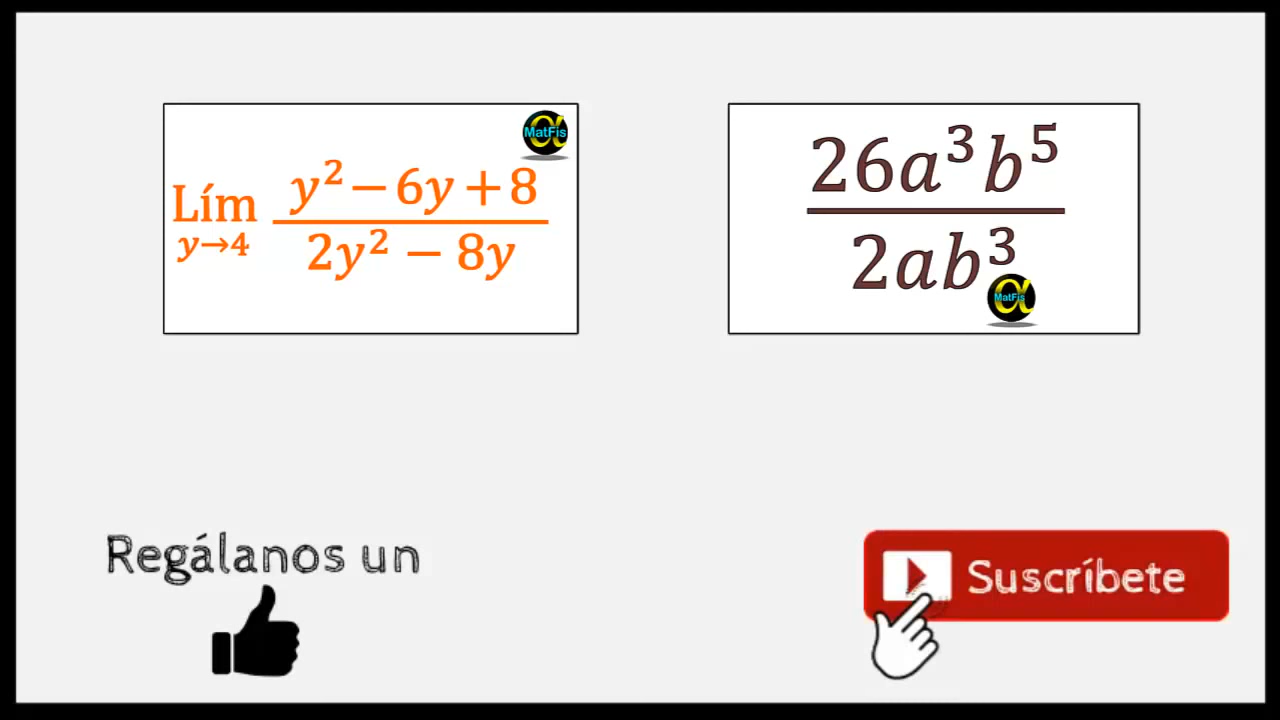 MatFis
Lím y→4 (y² − 6y + 8) / (2y² − 8y)
26a³b⁵
2ab³
MatFis
Regálanos un
Suscríbete